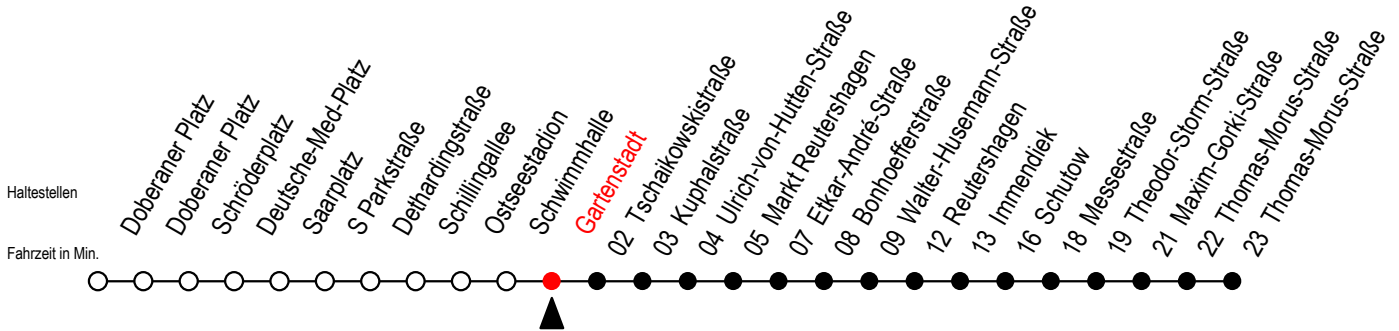 Haltestellen
Fahrzeit in Min.
Doberaner Platz
Doberaner Platz
Schröderplatz
Deutsche-Med-Platz
Saarplatz
S Parkstraße
Dethardingstraße
Schillingallee
Ostseestadion
Schwimmhalle
Gartenstadt
02 Tschaikowskistraße
03 Kuphalstraße
04 Ulrich-von-Hutten-Straße
05 Markt Reutershagen
07 Etkar-André-Straße
08 Bonhoefferstraße
09 Walter-Husemann-Straße
12 Reutershagen
13 Immendiek
16 Schutow
18 Messestraße
19 Theodor-Storm-Straße
21 Maxim-Gorki-Straße
22 Thomas-Morus-Straße
23 Thomas-Morus-Straße